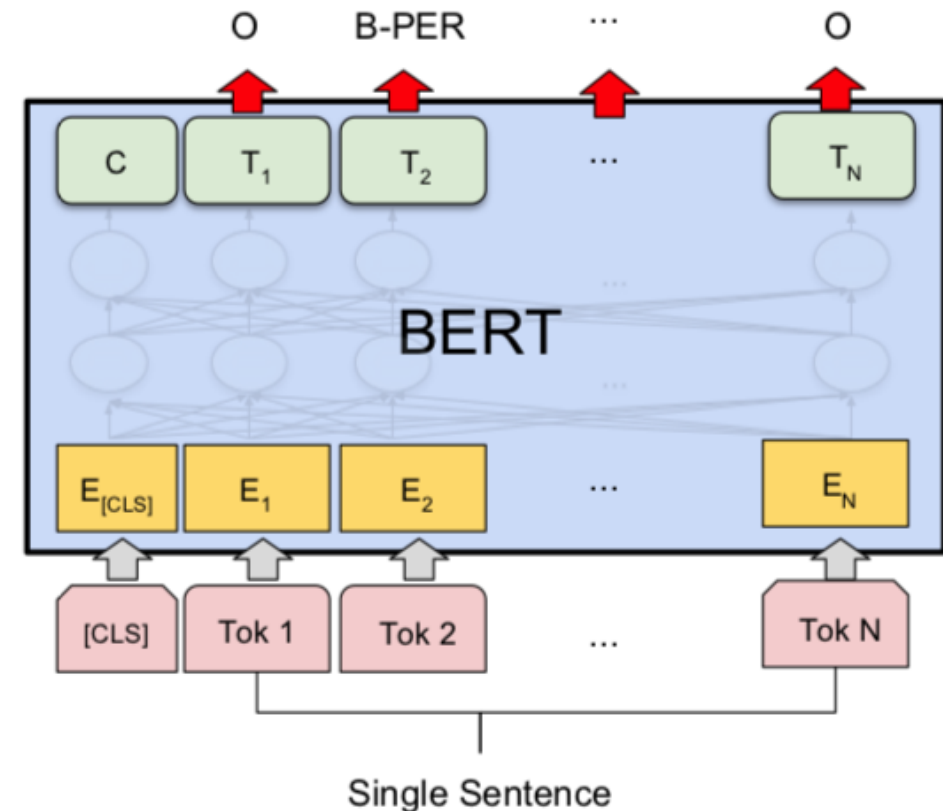 O B-PER ... O
C T1 T2 ... TN
...
BERT
...
E[CLS] E1 E2 ... EN
[CLS] Tok 1 Tok 2 ... Tok N
Single Sentence